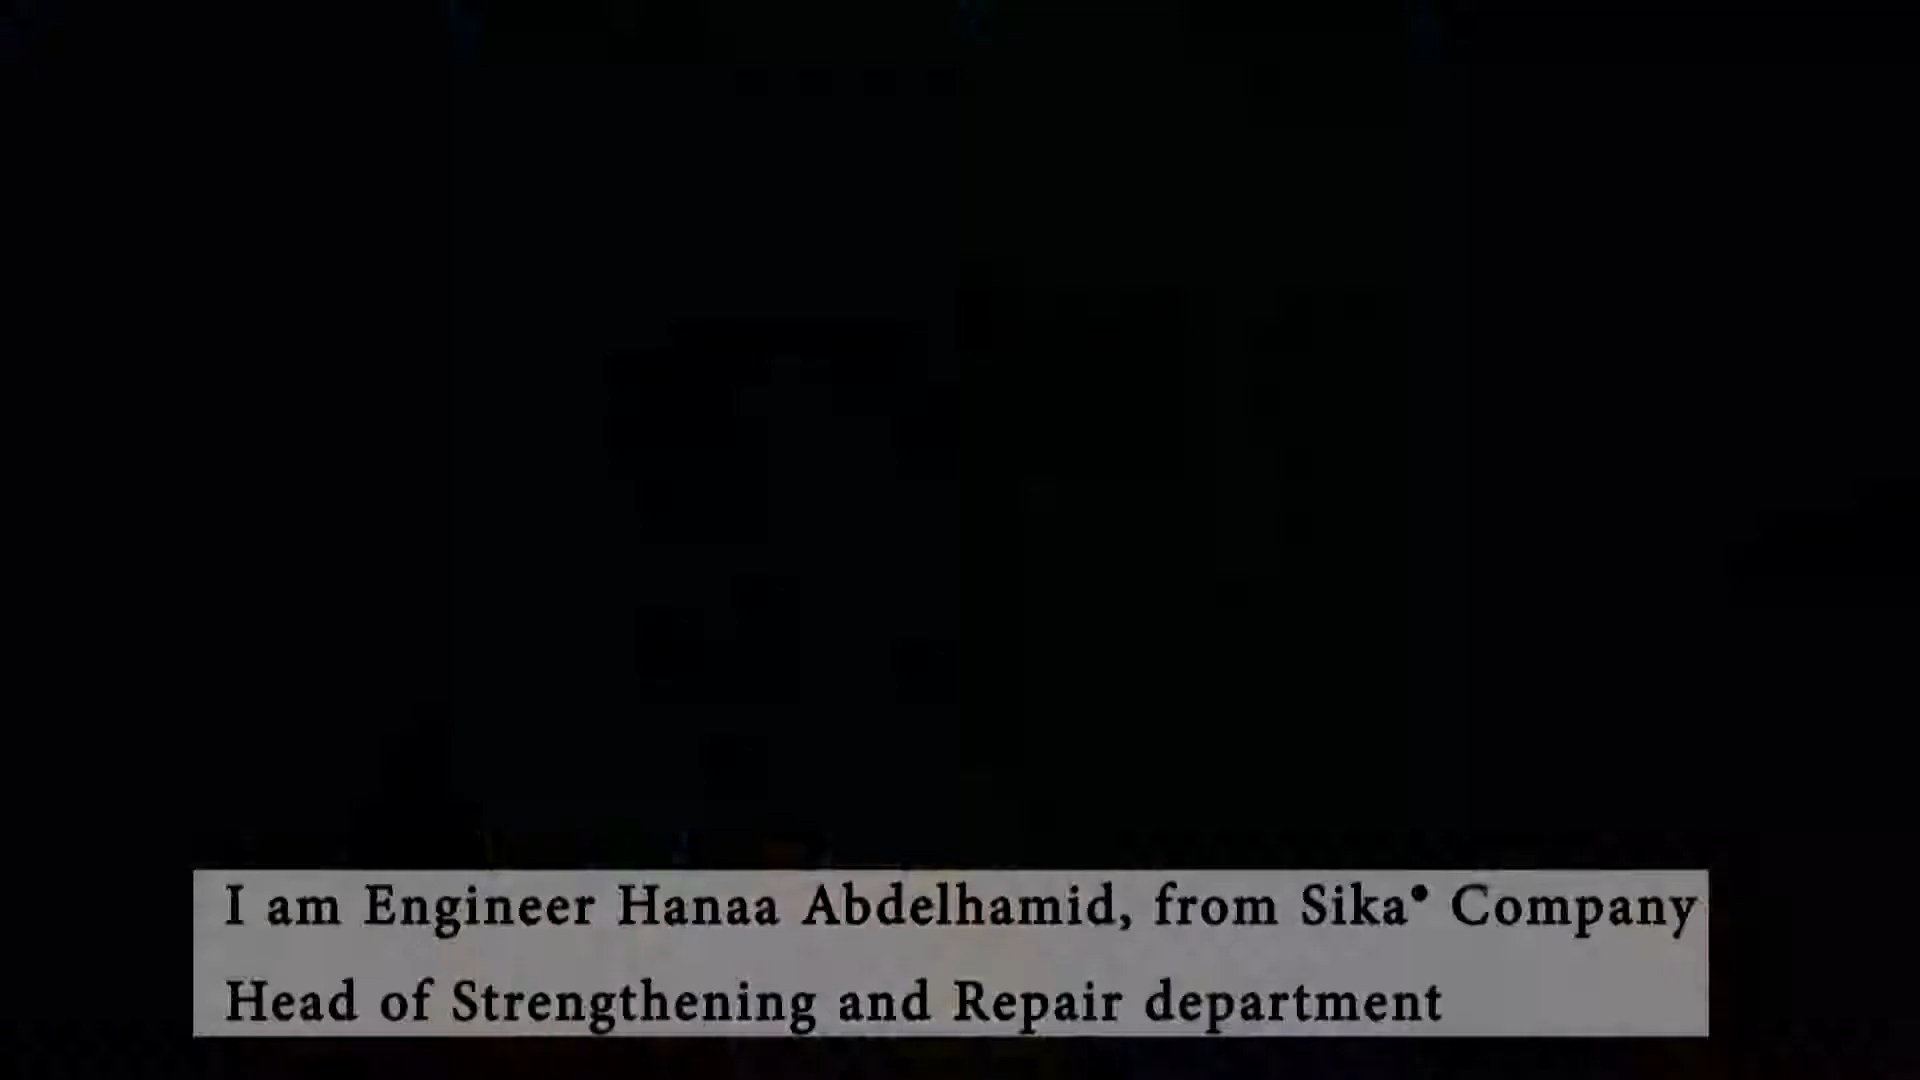 I am Engineer Hanaa Abdelhamid, from Sika® Company
Head of Strengthening and Repair department